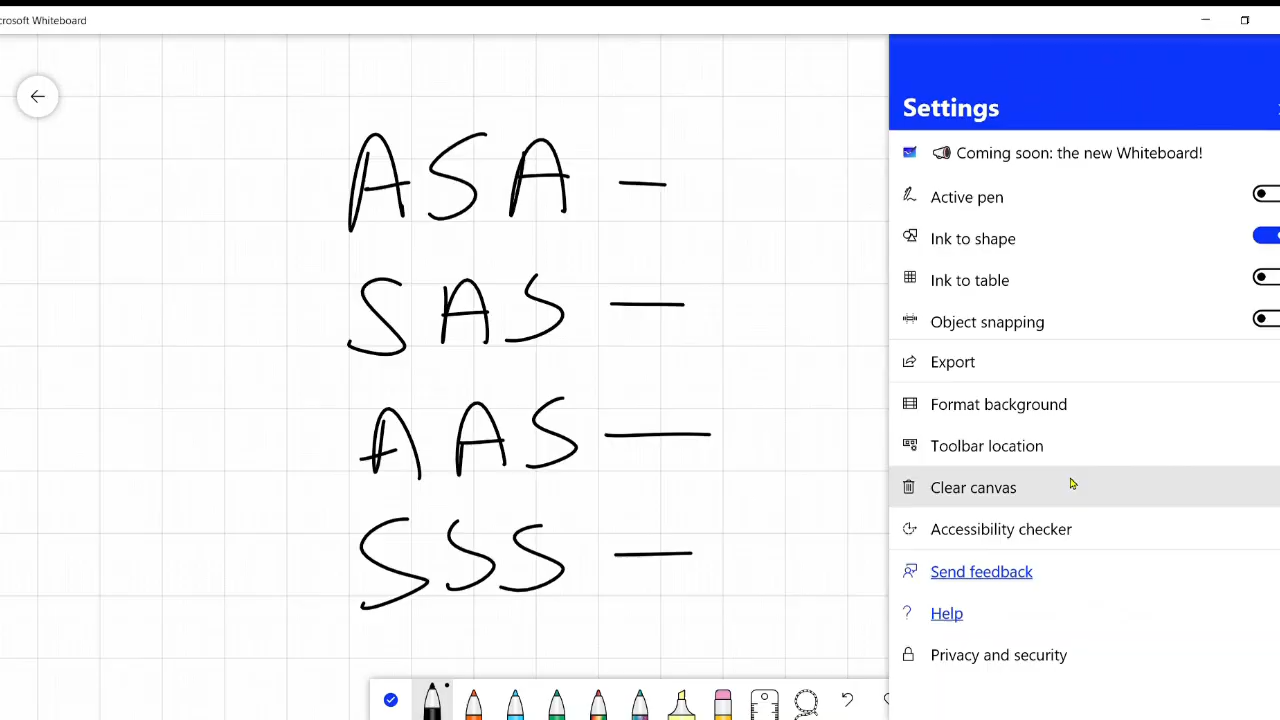 crosoft Whiteboard
ASA —
SAS —
AAS —
SSS —
Settings
Coming soon: the new Whiteboard!
Active pen
Ink to shape
Ink to table
Object snapping
Export
Format background
Toolbar location
Clear canvas
Accessibility checker
Send feedback
Help
Privacy and security